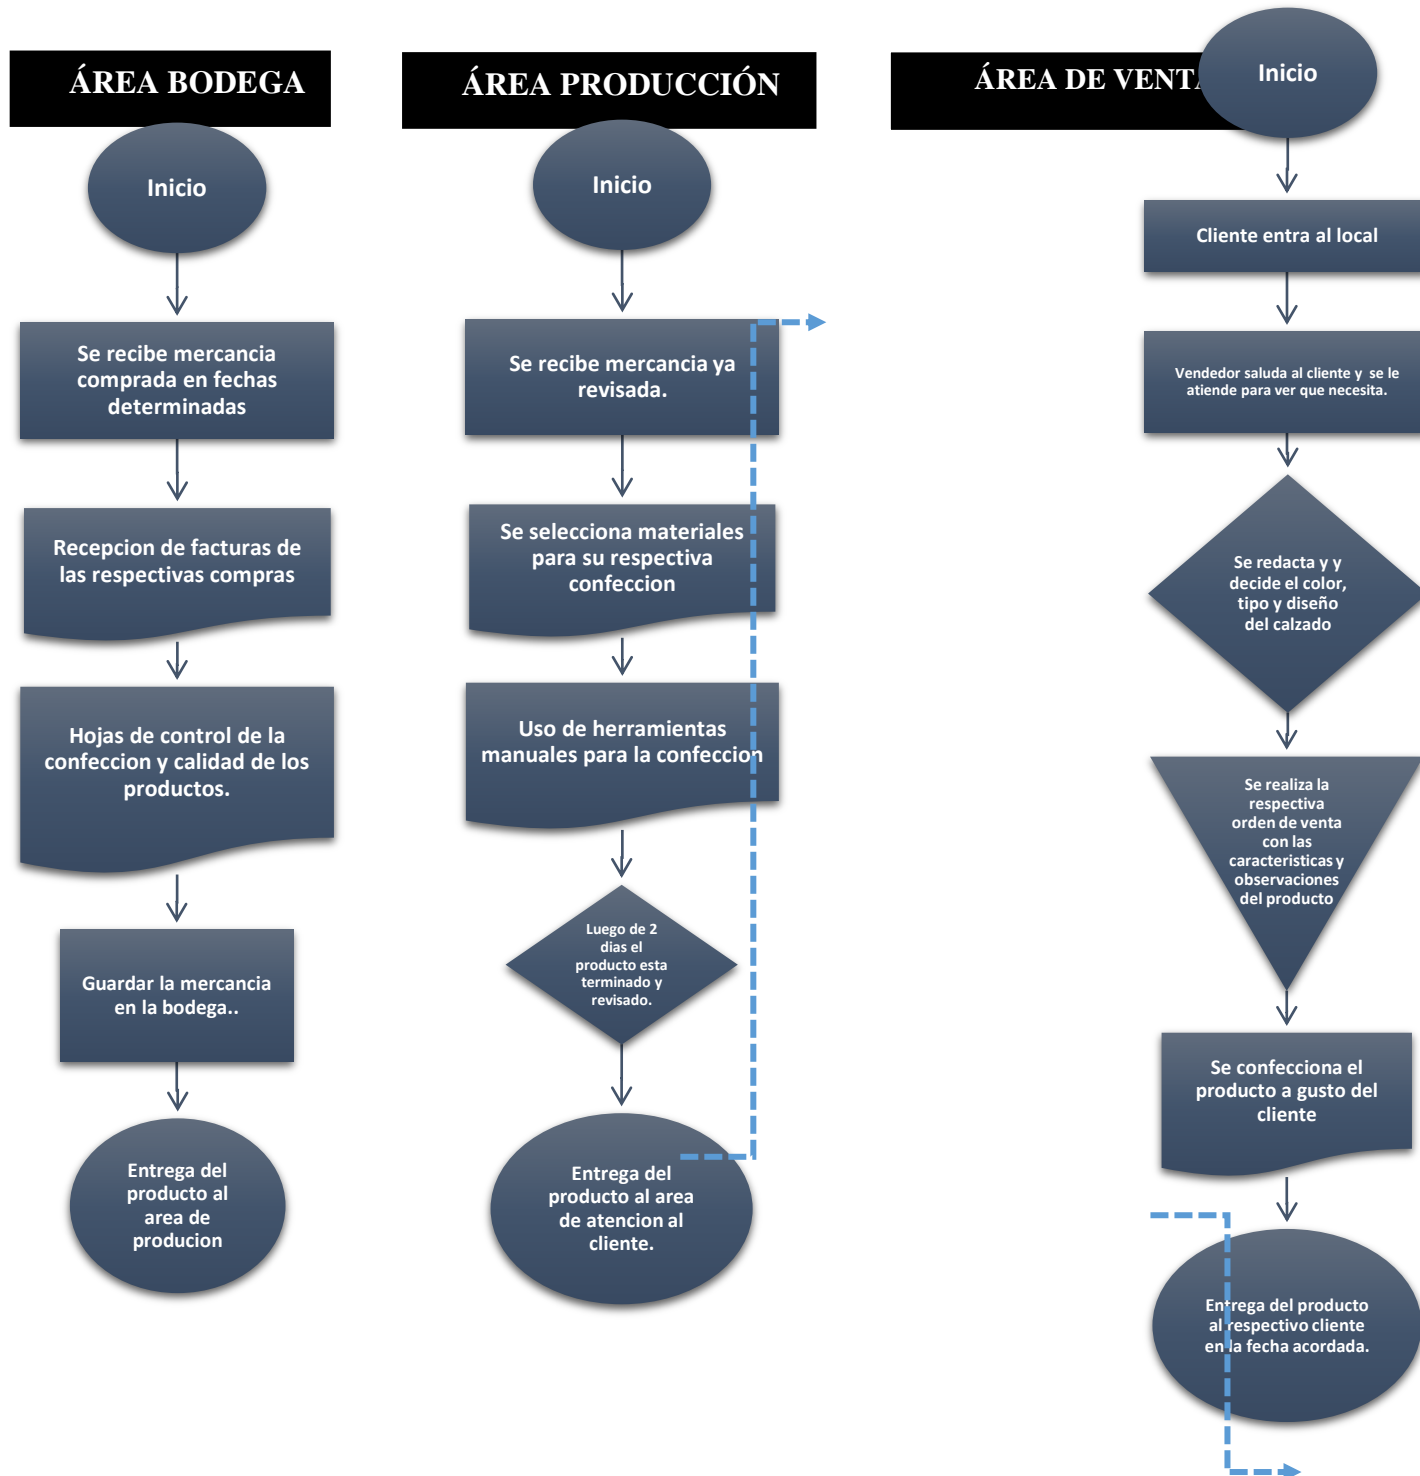 ÁREA BODEGA
Inicio
Se recibe mercancia
comprada en fechas
determinadas
Recepcion de facturas de
las respectivas compras
Hojas de control de la
confeccion y calidad de los
productos.
Guardar la mercancia
en la bodega..
Entrega del
producto al
area de
producion
ÁREA PRODUCCIÓN
Inicio
Se recibe mercancia ya
revisada.
Se selecciona materiales
para su respectiva
confeccion
Uso de herramientas
manuales para la confeccion
Luego de 2
dias el
producto esta
terminado y
revisado.
Entrega del
producto al area
de atencion al
cliente.
ÁREA DE VENTA
Inicio
Cliente entra al local
Vendedor saluda al cliente y se le
atiende para ver que necesita.
Se redacta y y
decide el color,
tipo y diseño
del calzado
Se realiza la
respectiva
orden de venta
con las
caracteristicas y
observaciones
del producto
Se confecciona el
producto a gusto del
cliente
Entrega del producto
al respectivo cliente
en la fecha acordada.